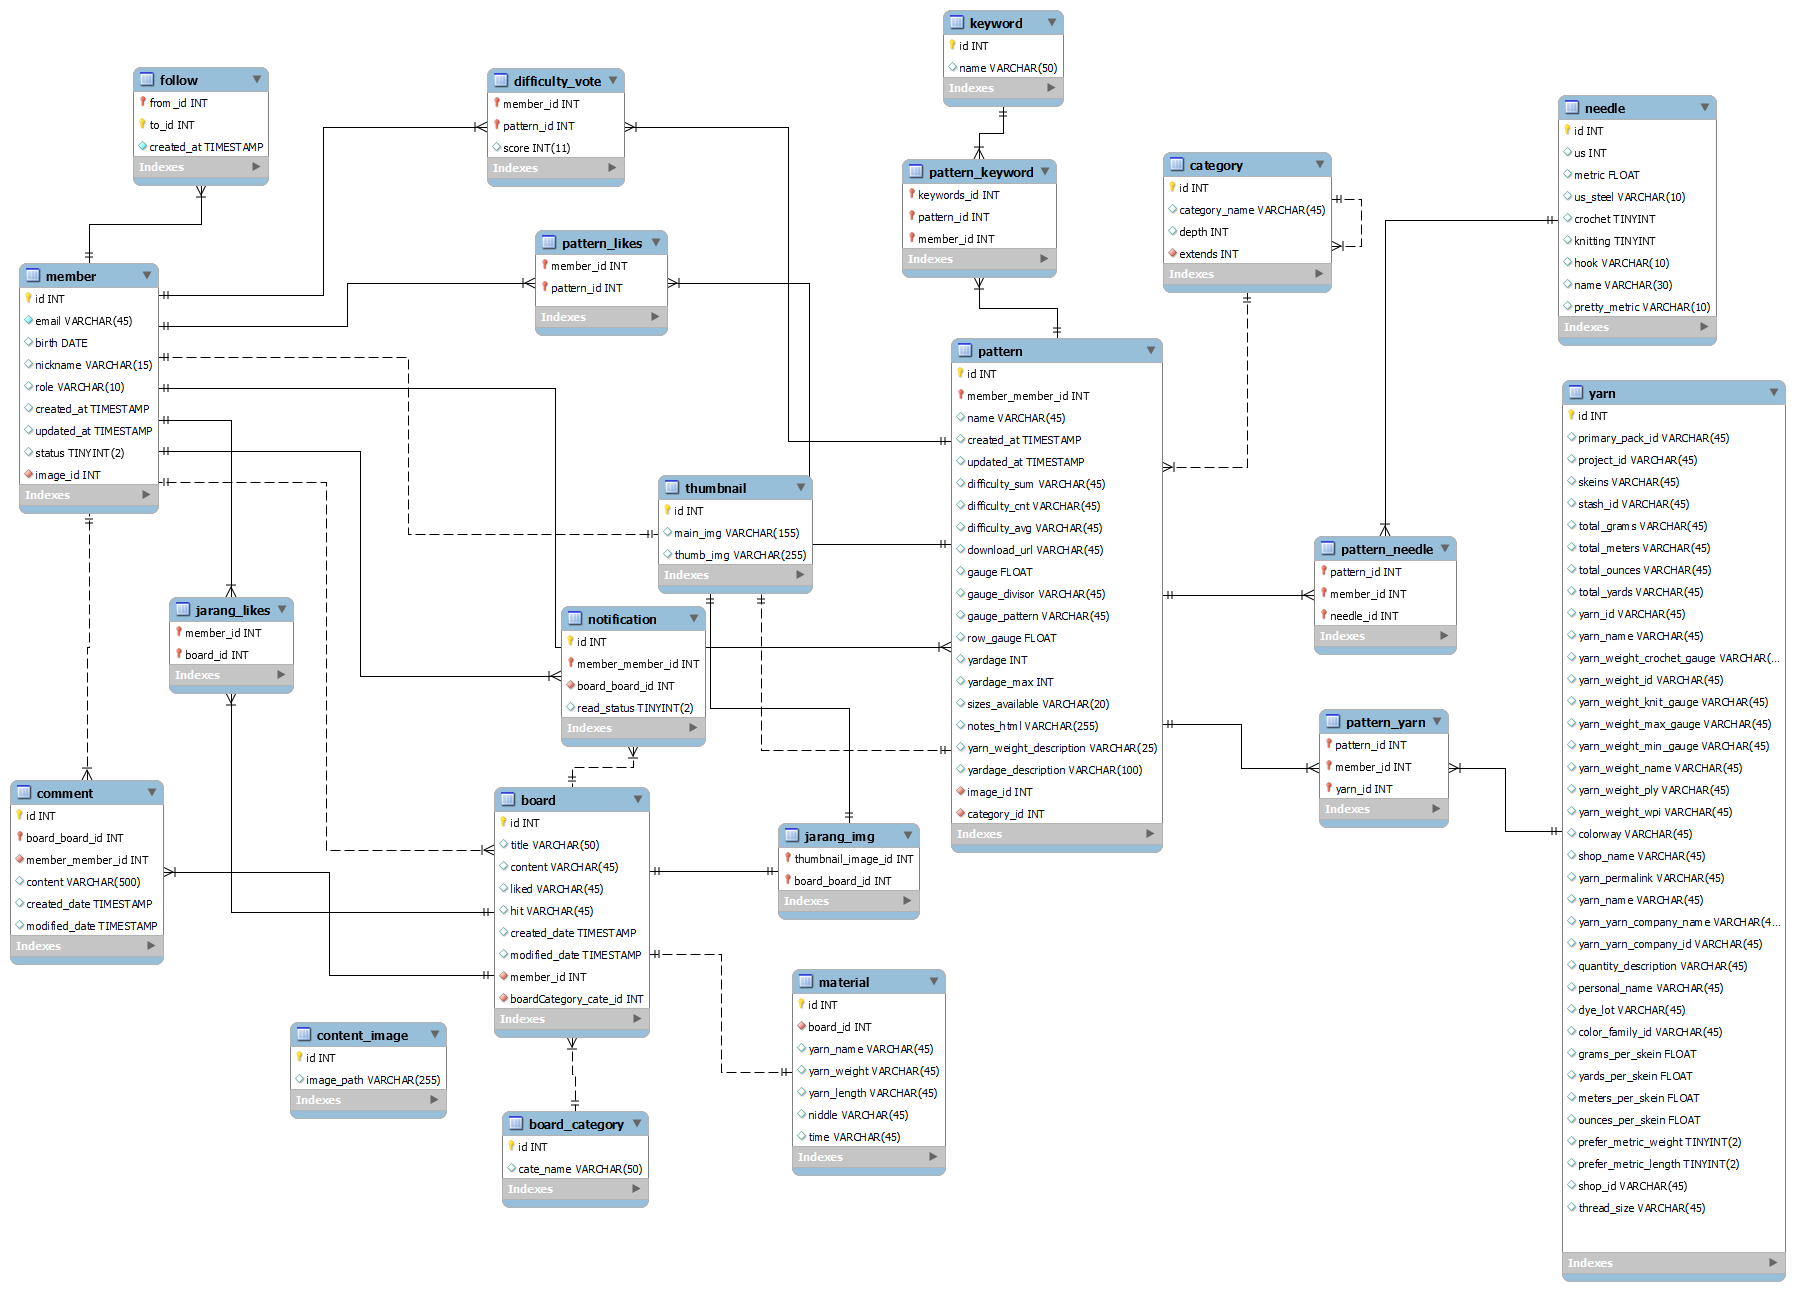 follow
from_id INT
to_id INT
created_at TIMESTAMP
Indexes
difficulty_vote
member_id INT
pattern_id INT
score INT(11)
Indexes
keyword
id INT
name VARCHAR(50)
Indexes
pattern_keyword
keywords_id INT
pattern_id INT
member_id INT
Indexes
category
id INT
category_name VARCHAR(45)
depth INT
extends INT
Indexes
needle
id INT
us INT
metric FLOAT
us_steel VARCHAR(10)
crochet TINYINT
knitting TINYINT
hook VARCHAR(10)
name VARCHAR(30)
pretty_metric VARCHAR(10)
Indexes
pattern_likes
member_id INT
pattern_id INT
Indexes
member
id INT
email VARCHAR(45)
birth DATE
nickname VARCHAR(15)
role VARCHAR(10)
created_at TIMESTAMP
updated_at TIMESTAMP
status TINYINT(2)
image_id INT
Indexes
pattern
id INT
member_member_id INT
name VARCHAR(45)
created_at TIMESTAMP
updated_at TIMESTAMP
difficulty_sum VARCHAR(45)
difficulty_cnt VARCHAR(45)
difficulty_avg VARCHAR(45)
download_url VARCHAR(45)
gauge FLOAT
gauge_divisor VARCHAR(45)
gauge_pattern VARCHAR(45)
row_gauge FLOAT
yardage INT
yardage_max INT
sizes_available VARCHAR(20)
notes_html VARCHAR(255)
yarn_weight_description VARCHAR(25)
yardage_description VARCHAR(100)
image_id INT
category_id INT
Indexes
yarn
id INT
primary_pack_id VARCHAR(45)
project_id VARCHAR(45)
skeins VARCHAR(45)
stash_id VARCHAR(45)
total_grams VARCHAR(45)
total_meters VARCHAR(45)
total_ounces VARCHAR(45)
total_yards VARCHAR(45)
yarn_id VARCHAR(45)
yarn_name VARCHAR(45)
yarn_weight_crochet_gauge VARCHAR(...
yarn_weight_id VARCHAR(45)
yarn_weight_knit_gauge VARCHAR(45)
yarn_weight_max_gauge VARCHAR(45)
yarn_weight_min_gauge VARCHAR(45)
yarn_weight_name VARCHAR(45)
yarn_weight_ply VARCHAR(45)
yarn_weight_wpi VARCHAR(45)
colorway VARCHAR(45)
shop_name VARCHAR(45)
yarn_permalink VARCHAR(45)
yarn_name VARCHAR(45)
yarn_yarn_company_name VARCHAR(4...
yarn_yarn_company_id VARCHAR(45)
quantity_description VARCHAR(45)
personal_name VARCHAR(45)
dye_lot VARCHAR(45)
color_family_id VARCHAR(45)
grams_per_skein FLOAT
yards_per_skein FLOAT
meters_per_skein FLOAT
ounces_per_skein FLOAT
prefer_metric_weight TINYINT(2)
prefer_metric_length TINYINT(2)
shop_id VARCHAR(45)
thread_size VARCHAR(45)
Indexes
thumbnail
id INT
main_img VARCHAR(155)
thumb_img VARCHAR(255)
Indexes
pattern_needle
pattern_id INT
member_id INT
needle_id INT
Indexes
jarang_likes
member_id INT
board_id INT
Indexes
notification
id INT
member_member_id INT
board_board_id INT
read_status TINYINT(2)
Indexes
pattern_yarn
pattern_id INT
member_id INT
yarn_id INT
Indexes
comment
id INT
board_board_id INT
member_member_id INT
content VARCHAR(500)
created_date TIMESTAMP
modified_date TIMESTAMP
Indexes
board
id INT
title VARCHAR(50)
content VARCHAR(45)
liked VARCHAR(45)
hit VARCHAR(45)
created_date TIMESTAMP
modified_date TIMESTAMP
member_id INT
boardCategory_cate_id INT
Indexes
jarang_img
thumbnail_image_id INT
board_board_id INT
Indexes
material
id INT
board_id INT
yarn_name VARCHAR(45)
yarn_weight VARCHAR(45)
yarn_length VARCHAR(45)
niddle VARCHAR(45)
time VARCHAR(45)
Indexes
content_image
id INT
image_path VARCHAR(255)
Indexes
board_category
id INT
cate_name VARCHAR(50)
Indexes